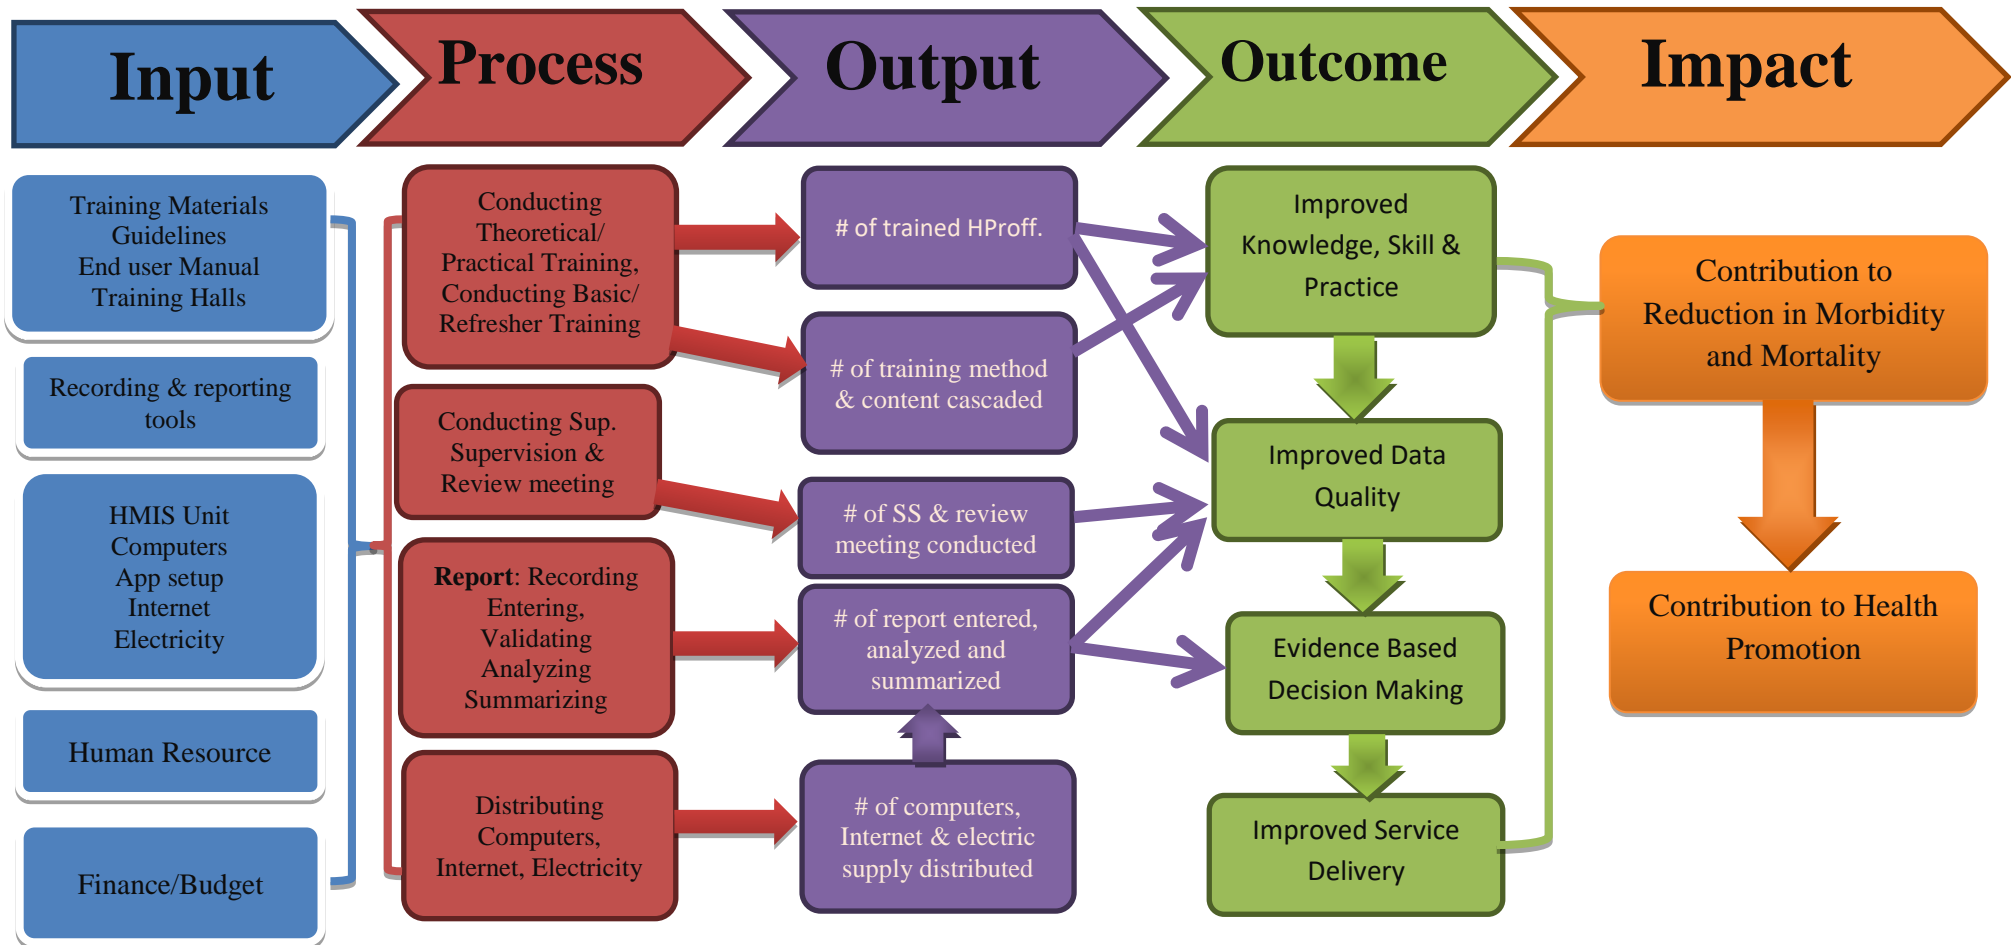 Input
Process
Output
Outcome
Impact
Training Materials
Guidelines
End user Manual
Training Halls
Recording & reporting
tools
HMIS Unit
Computers
App setup
Internet
Electricity
Human Resource
Finance/Budget
Conducting
Theoretical/
Practical Training,
Conducting Basic/
Refresher Training
Conducting Sup.
Supervision &
Review meeting
Report: Recording
Entering,
Validating
Analyzing
Summarizing
Distributing
Computers,
Internet, Electricity
# of trained HProff.
# of training method
& content cascaded
# of SS & review
meeting conducted
# of report entered,
analyzed and
summarized
# of computers,
Internet & electric
supply distributed
Improved
Knowledge, Skill &
Practice
Improved Data
Quality
Evidence Based
Decision Making
Improved Service
Delivery
Contribution to
Reduction in Morbidity
and Mortality
Contribution to Health
Promotion